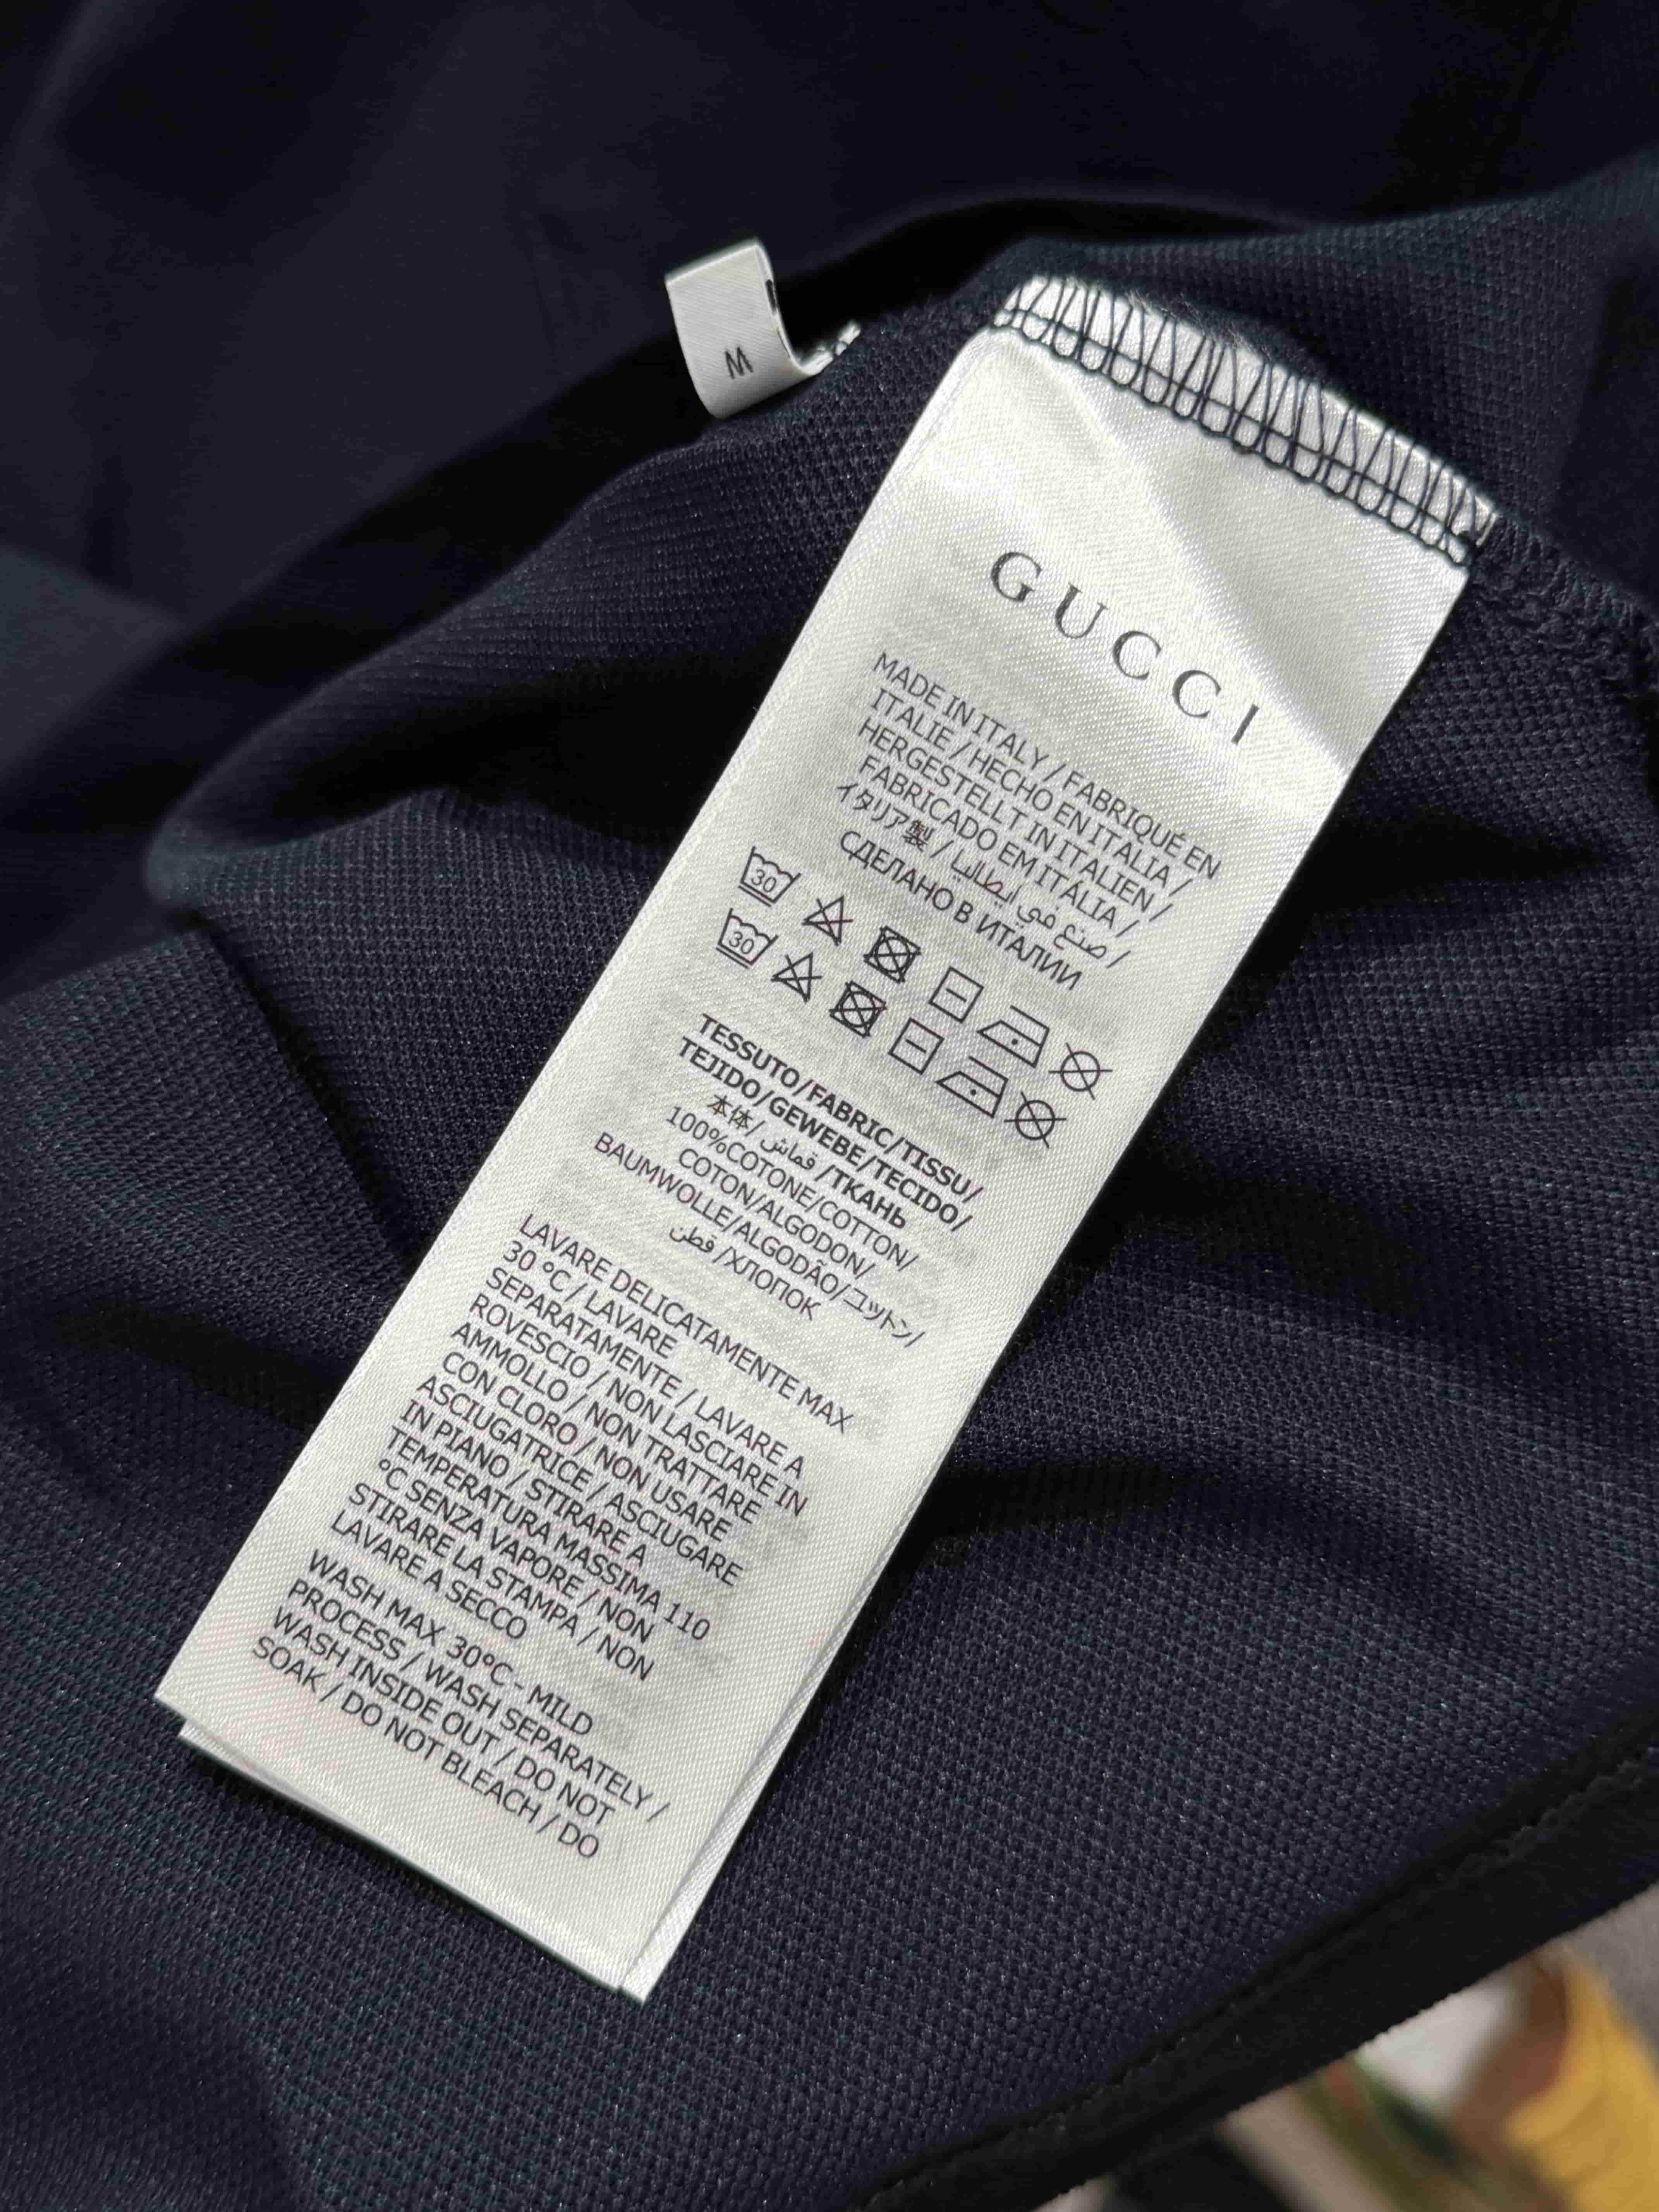 M
GUCCI
MADE IN ITALY / FABRIQUÉ EN
ITALIE / HECHO EN ITALIA /
HERGESTELLT IN ITALIEN /
FABRICADO EM ITÁLIA /
イタリア製 / صنع في ايطاليا /
СДЕЛАНО В ИТАЛИИ
30
30
TESSUTO/FABRIC/TISSU/
TEJIDO/GEWEBE/TECIDO/
本体/ قماش /ТКАНЬ
100%COTONE/COTTON/
COTON/ALGODON/
BAUMWOLLE/ALGODÃO/コットン/
قطن /ХЛОПОК
LAVARE DELICATAMENTE MAX
30 °C / LAVARE
SEPARATAMENTE / LAVARE A
ROVESCIO / NON LASCIARE IN
AMMOLLO / NON TRATTARE
CON CLORO / NON USARE
ASCIUGATRICE / ASCIUGARE
IN PIANO / STIRARE A
TEMPERATURA MASSIMA 110
°C SENZA VAPORE / NON
STIRARE LA STAMPA / NON
LAVARE A SECCO
WASH MAX 30°C - MILD
PROCESS / WASH SEPARATELY /
WASH INSIDE OUT / DO NOT
SOAK / DO NOT BLEACH / DO